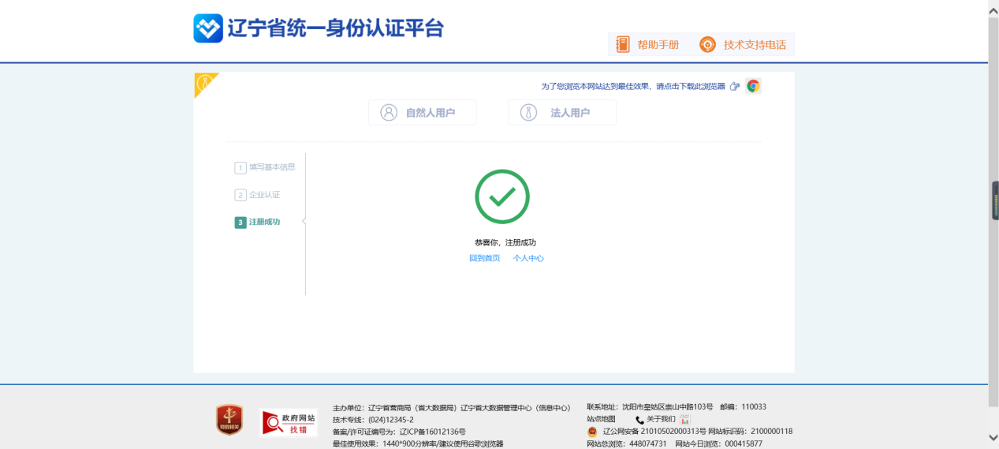 辽宁省统一身份认证平台
帮助手册 技术支持电话
为了您浏览本网站达到最佳效果，请点击下载此浏览器
自然人用户 法人用户
1 填写基本信息
2 企业认证
3 注册成功
恭喜你，注册成功
回到首页 个人中心
党政机关
政府网站
找错
主办单位：辽宁省营商局（省大数据局）辽宁省大数据管理中心（信息中心）
技术专线：(024)12345-2
备案/许可证编号为：辽ICP备16012136号
最佳使用效果：1440*900分辨率/建议使用谷歌浏览器
联系地址：沈阳市皇姑区崇山中路103号 邮编：110033
站点地图 关于我们
辽公网安备 21010502000313号 网站标识码：2100000118
网站总浏览：448074731 网站今日浏览：000415877